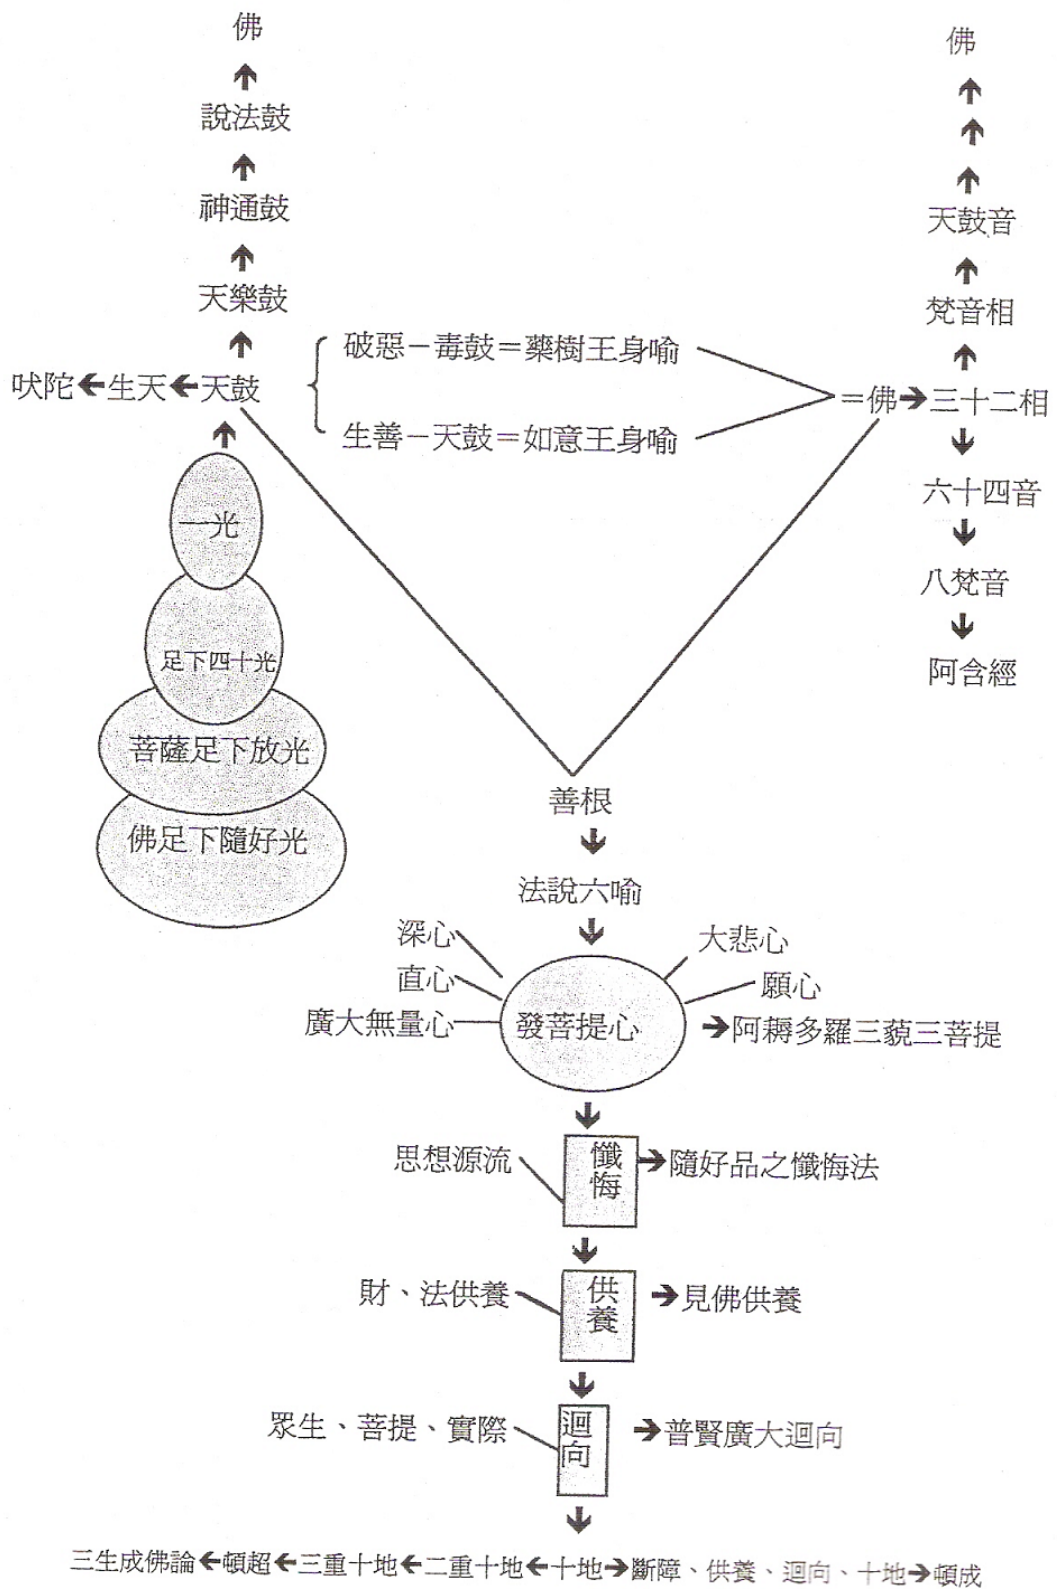 佛
說法鼓
神通鼓
天樂鼓
吠陀←生天←天鼓
一光
足下四十光
菩薩足下放光
佛足下隨好光
破惡－毒鼓＝藥樹王身喻
生善－天鼓＝如意王身喻
＝佛→三十二相
佛
天鼓音
梵音相
六十四音
八梵音
阿含經
善根
法說六喻
深心
直心
廣大無量心
發菩提心
大悲心
願心
→阿耨多羅三藐三菩提
思想源流
懺悔
→隨好品之懺悔法
財、法供養
供養
→見佛供養
眾生、菩提、實際
迴向
→普賢廣大迴向
三生成佛論←頓超←三重十地←二重十地←十地→斷障、供養、迴向、十地→頓成